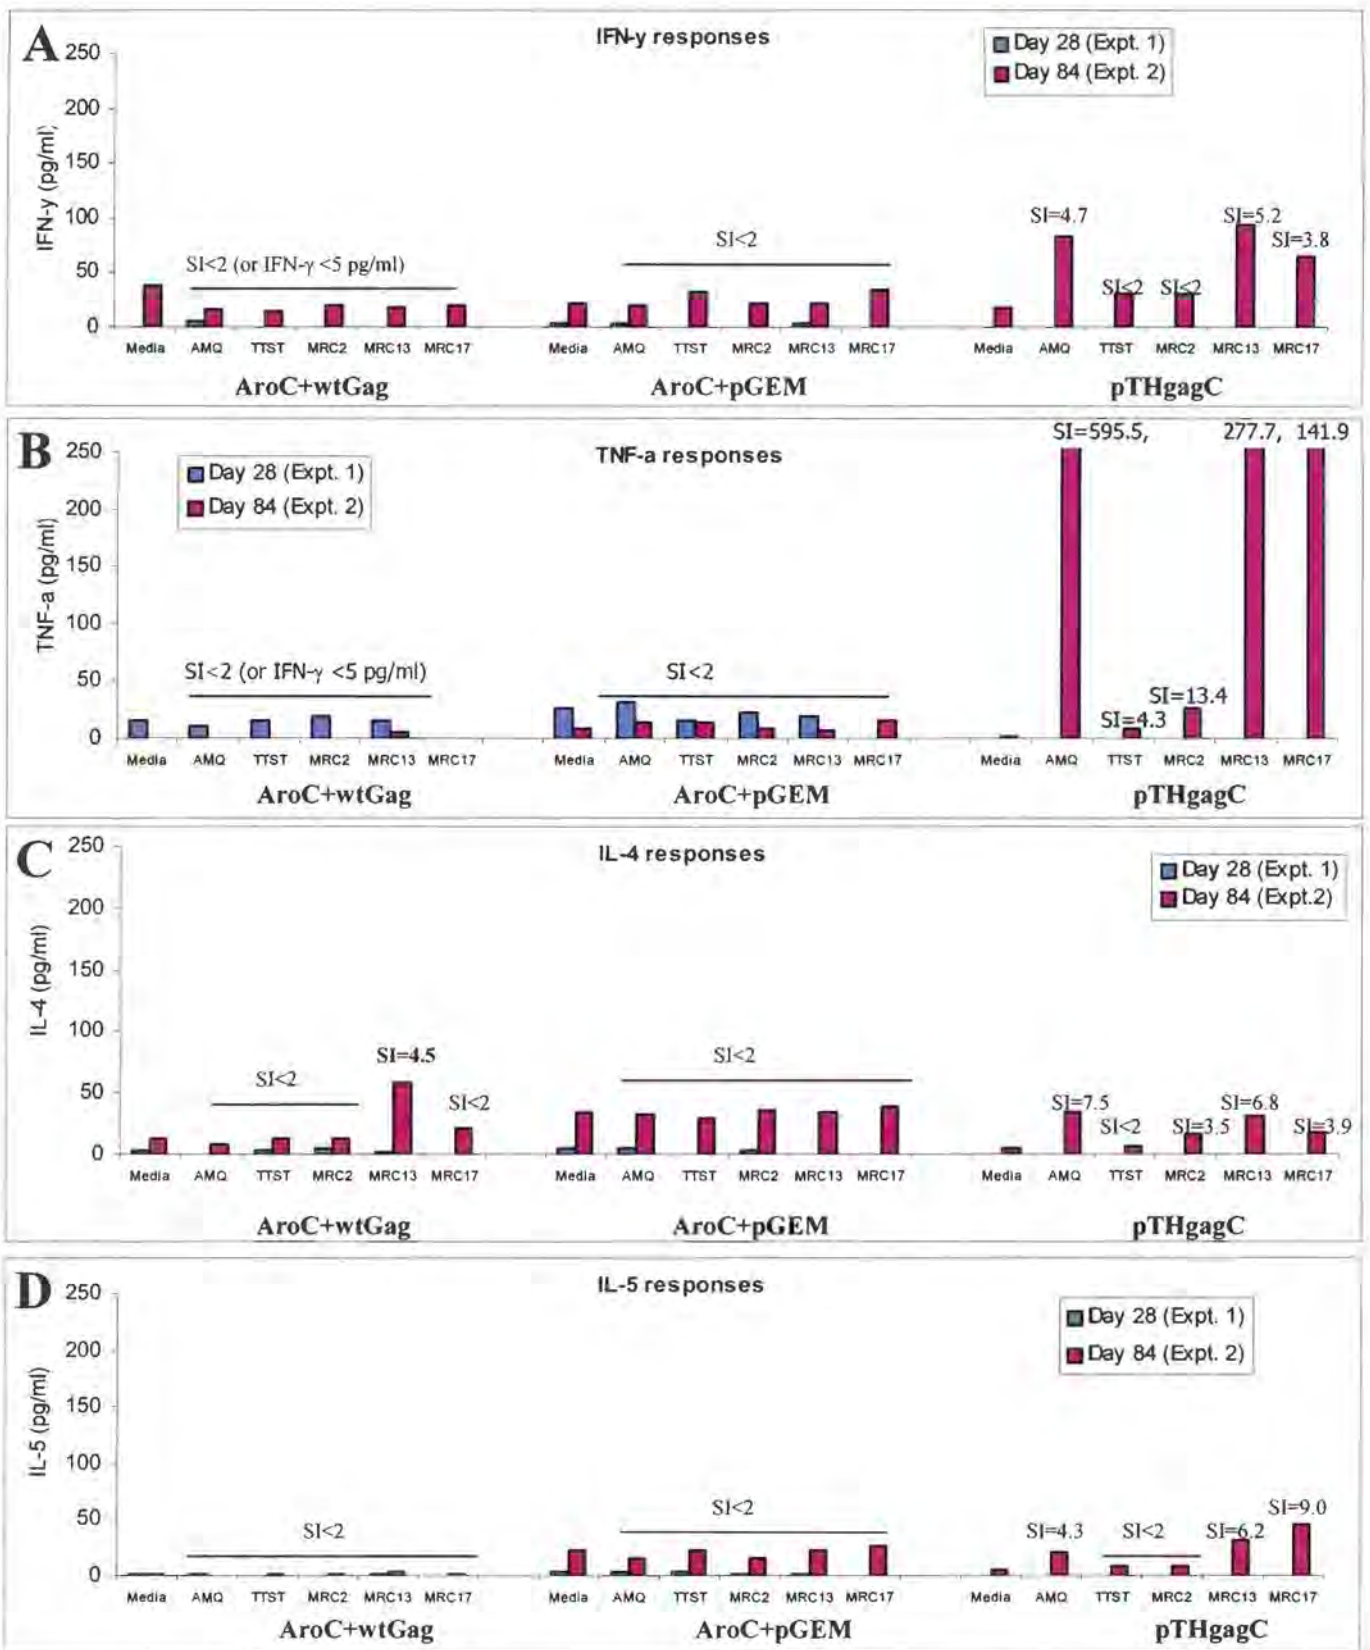 A
IFN-y responses
Day 28 (Expt. 1)
Day 84 (Expt. 2)
IFN-y (pg/ml)
250
200
150
100
50
0
SI<2 (or IFN-γ <5 pg/ml)
SI<2
SI=4.7
SI<2
SI<2
SI=5.2
SI=3.8
Media AMQ TTST MRC2 MRC13 MRC17 Media AMQ TTST MRC2 MRC13 MRC17 Media AMQ TTST MRC2 MRC13 MRC17
AroC+wtGag AroC+pGEM pTHgagC
B
TNF-a responses
Day 28 (Expt. 1)
Day 84 (Expt. 2)
TNF-a (pg/ml)
250
200
150
100
50
0
SI<2 (or IFN-γ <5 pg/ml)
SI<2
SI=595.5, 277.7, 141.9
SI=4.3
SI=13.4
Media AMQ TTST MRC2 MRC13 MRC17 Media AMQ TTST MRC2 MRC13 MRC17 Media AMQ TTST MRC2 MRC13 MRC17
AroC+wtGag AroC+pGEM pTHgagC
C
IL-4 responses
Day 28 (Expt. 1)
Day 84 (Expt.2)
IL-4 (pg/ml)
250
200
150
100
50
0
SI<2
SI=4.5
SI<2
SI<2
SI=7.5
SI<2
SI=3.5
SI=6.8
SI=3.9
Media AMQ TTST MRC2 MRC13 MRC17 Media AMQ TTST MRC2 MRC13 MRC17 Media AMQ TTST MRC2 MRC13 MRC17
AroC+wtGag AroC+pGEM pTHgagC
D
IL-5 responses
Day 28 (Expt. 1)
Day 84 (Expt. 2)
IL-5 (pg/ml)
250
200
150
100
50
0
SI<2
SI<2
SI=4.3
SI<2
SI=6.2
SI=9.0
Media AMQ TTST MRC2 MRC13 MRC17 Media AMQ TTST MRC2 MRC13 MRC17 Media AMQ TTST MRC2 MRC13 MRC17
AroC+wtGag AroC+pGEM pTHgagC